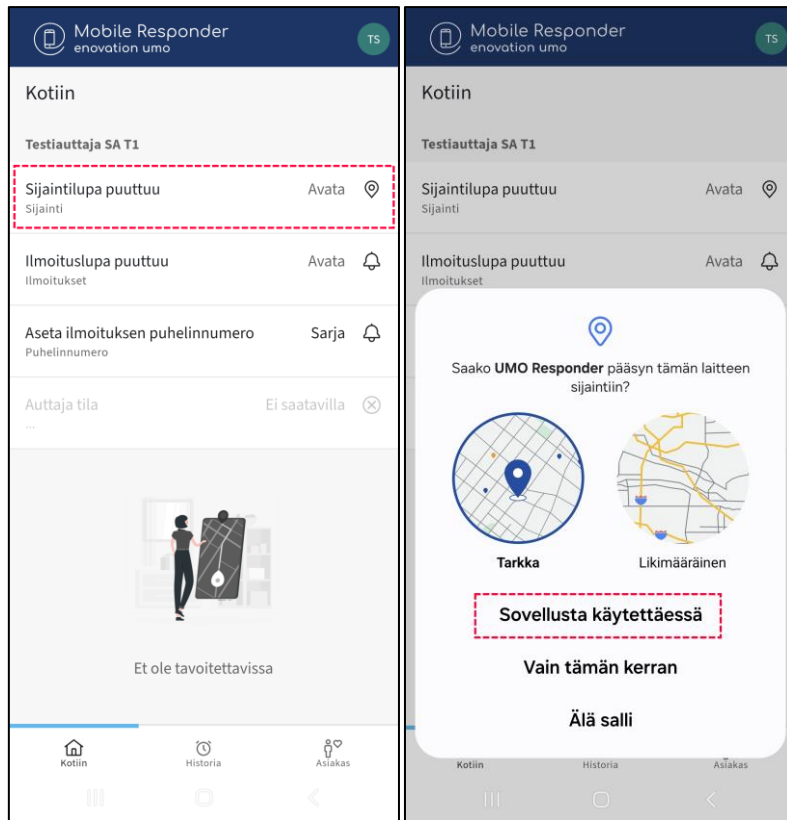 Mobile Responder
enovation umo
TS
Kotiin
Testiauttaja SA T1
Sijaintilupa puuttuu Avata
Sijainti
Ilmoituslupa puuttuu Avata
Ilmoitukset
Aseta ilmoituksen puhelinnumero Sarja
Puhelinnumero
Auttaja tila Ei saatavilla
...
Et ole tavoitettavissa
Kotiin Historia Asiakas
Mobile Responder
enovation umo
TS
Kotiin
Testiauttaja SA T1
Sijaintilupa puuttuu Avata
Sijainti
Ilmoituslupa puuttuu Avata
Ilmoitukset
Saako UMO Responder pääsyn tämän laitteen
sijaintiin?
Tarkka Likimääräinen
Sovellusta käytettäessä
Vain tämän kerran
Älä salli
Kotiin Historia Asiakas